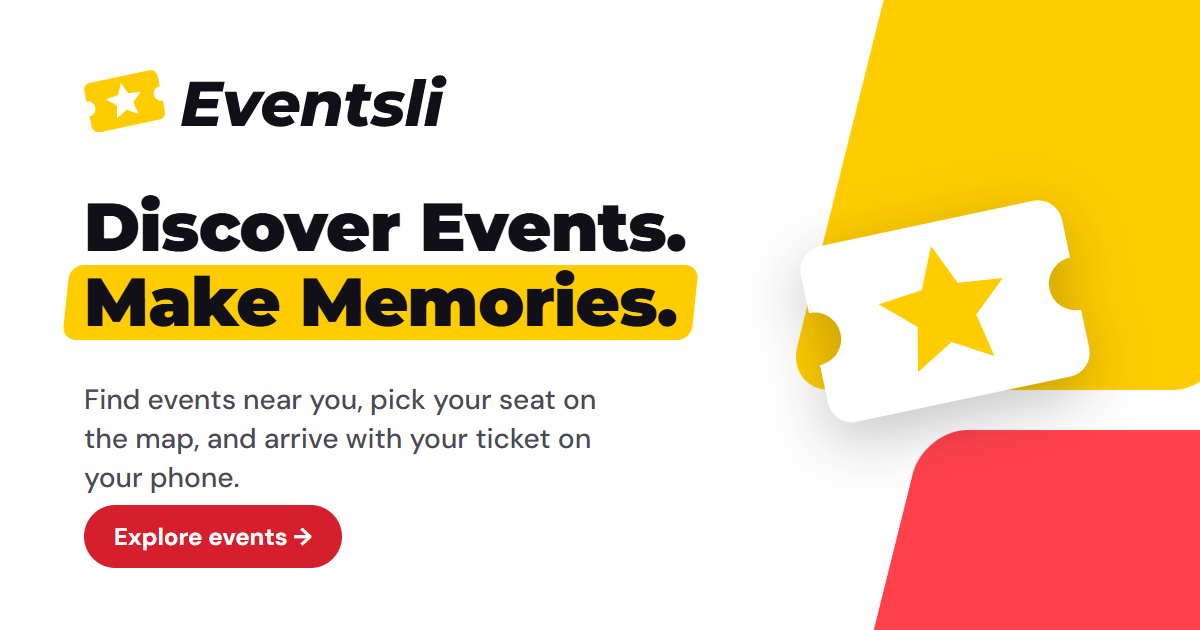 Eventsli
Discover Events.
Make Memories.
Find events near you, pick your seat on
the map, and arrive with your ticket on
your phone.
Explore events →